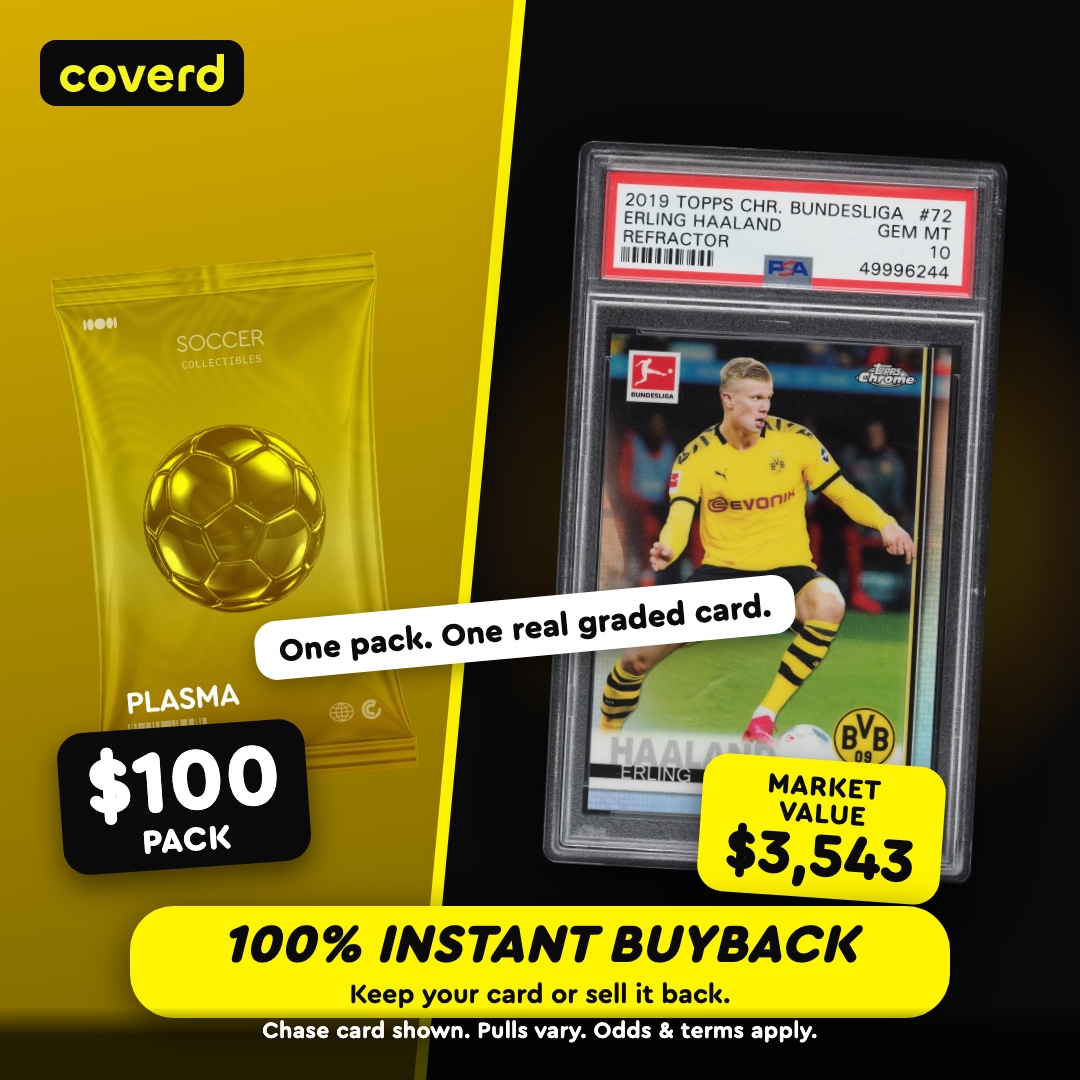 coverd
SOCCER
COLLECTIBLES
PLASMA
$100
PACK
2019 TOPPS CHR. BUNDESLIGA #72
ERLING HAALAND GEM MT
REFRACTOR 10
PSA 49996244
BUNDESLIGA
TOPPS
Chrome
BVB
EVONIK
One pack. One real graded card.
HAALAND
ERLING
BVB
09
MARKET
VALUE
$3,543
100% INSTANT BUYBACK
Keep your card or sell it back.
Chase card shown. Pulls vary. Odds & terms apply.